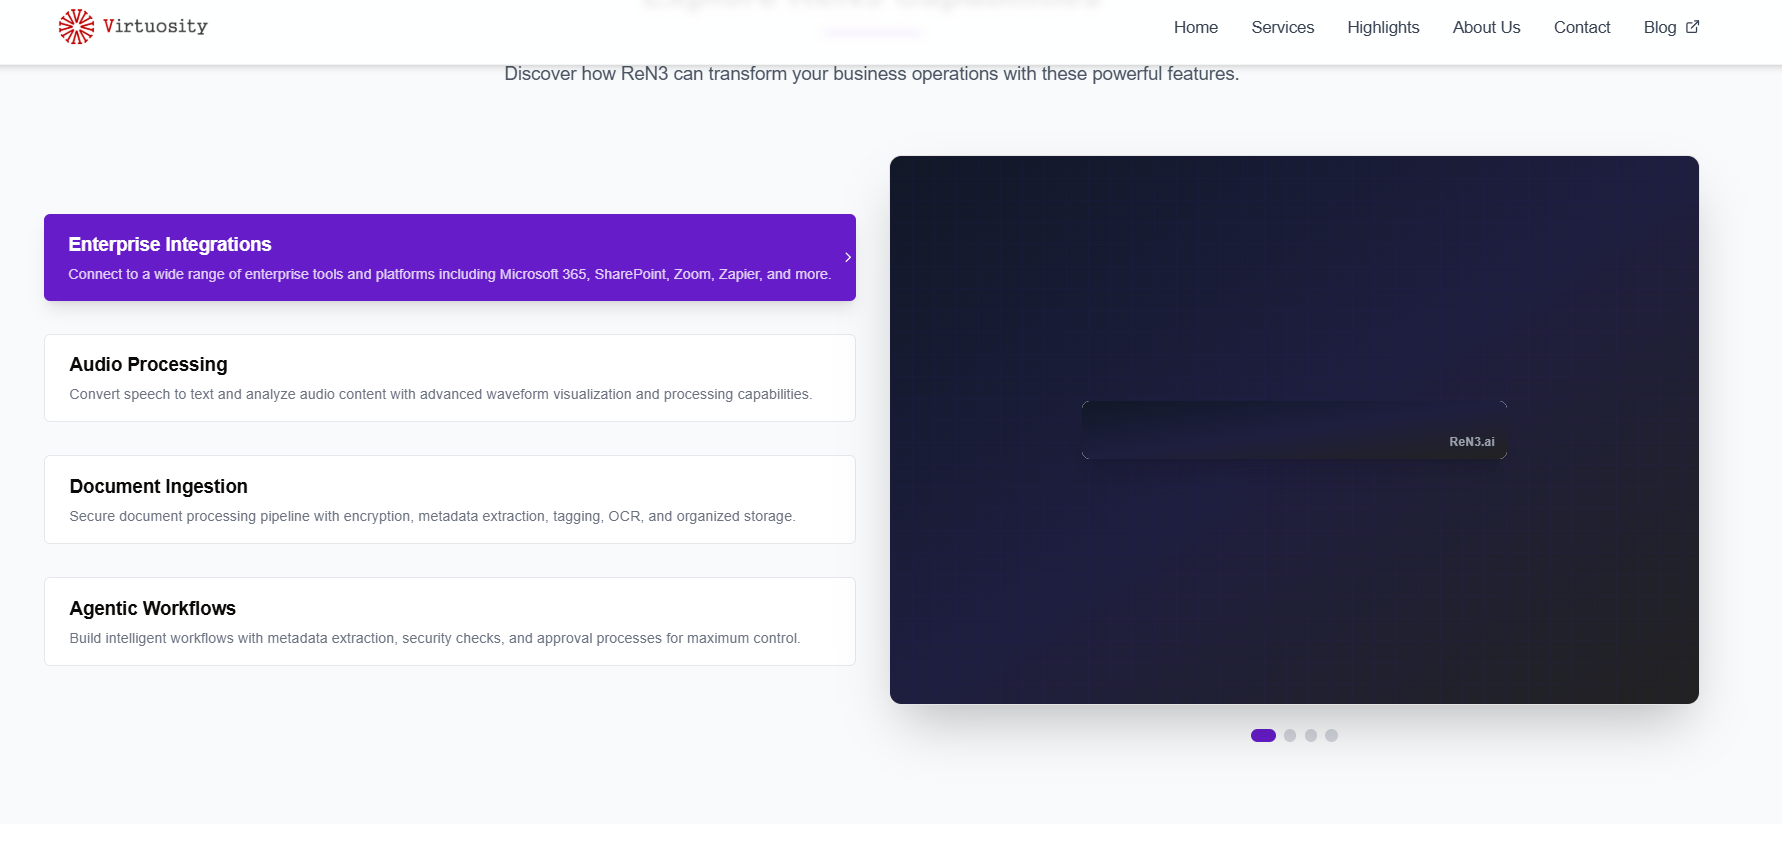 Virtuosity
Home
Services
Highlights
About Us
Contact
Blog
Discover how ReN3 can transform your business operations with these powerful features.
Enterprise Integrations
Connect to a wide range of enterprise tools and platforms including Microsoft 365, SharePoint, Zoom, Zapier, and more.
Audio Processing
Convert speech to text and analyze audio content with advanced waveform visualization and processing capabilities.
Document Ingestion
Secure document processing pipeline with encryption, metadata extraction, tagging, OCR, and organized storage.
Agentic Workflows
Build intelligent workflows with metadata extraction, security checks, and approval processes for maximum control.
ReN3.ai